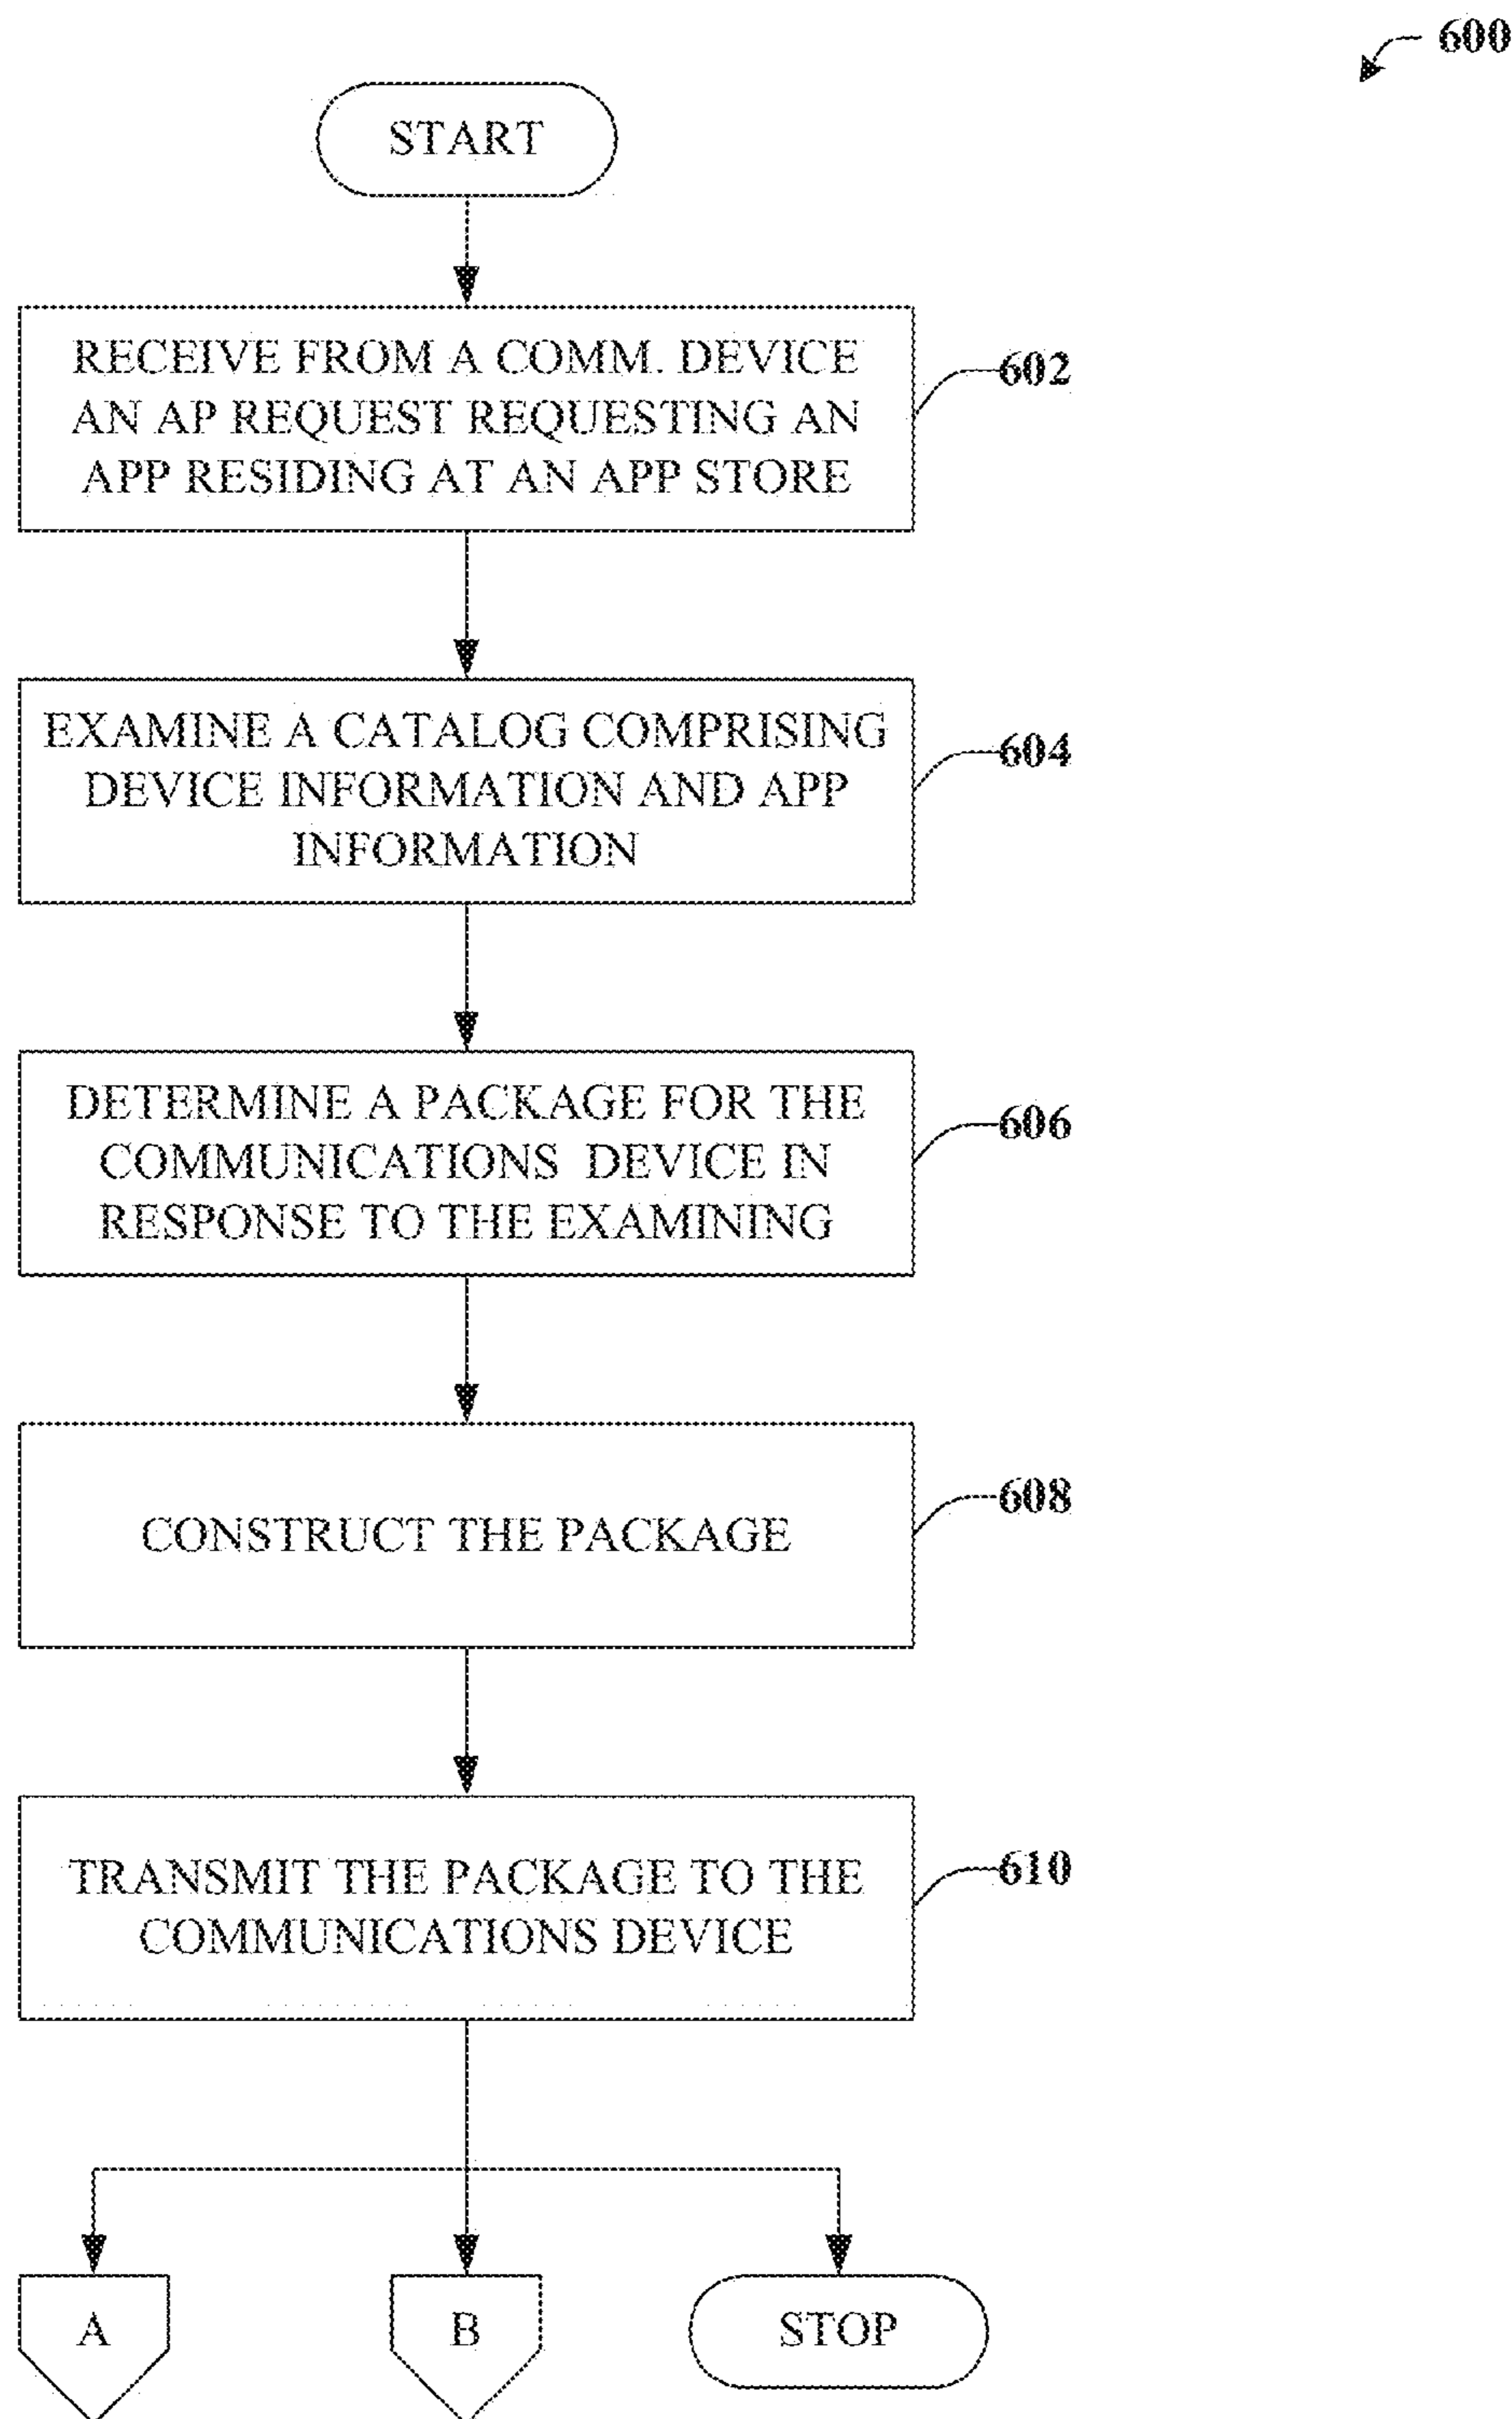 600
START
RECEIVE FROM A COMM. DEVICE
AN AP REQUEST REQUESTING AN
APP RESIDING AT AN APP STORE
602
EXAMINE A CATALOG COMPRISING
DEVICE INFORMATION AND APP
INFORMATION
604
DETERMINE A PACKAGE FOR THE
COMMUNICATIONS DEVICE IN
RESPONSE TO THE EXAMINING
606
CONSTRUCT THE PACKAGE
608
TRANSMIT THE PACKAGE TO THE
COMMUNICATIONS DEVICE
610
A
B
STOP